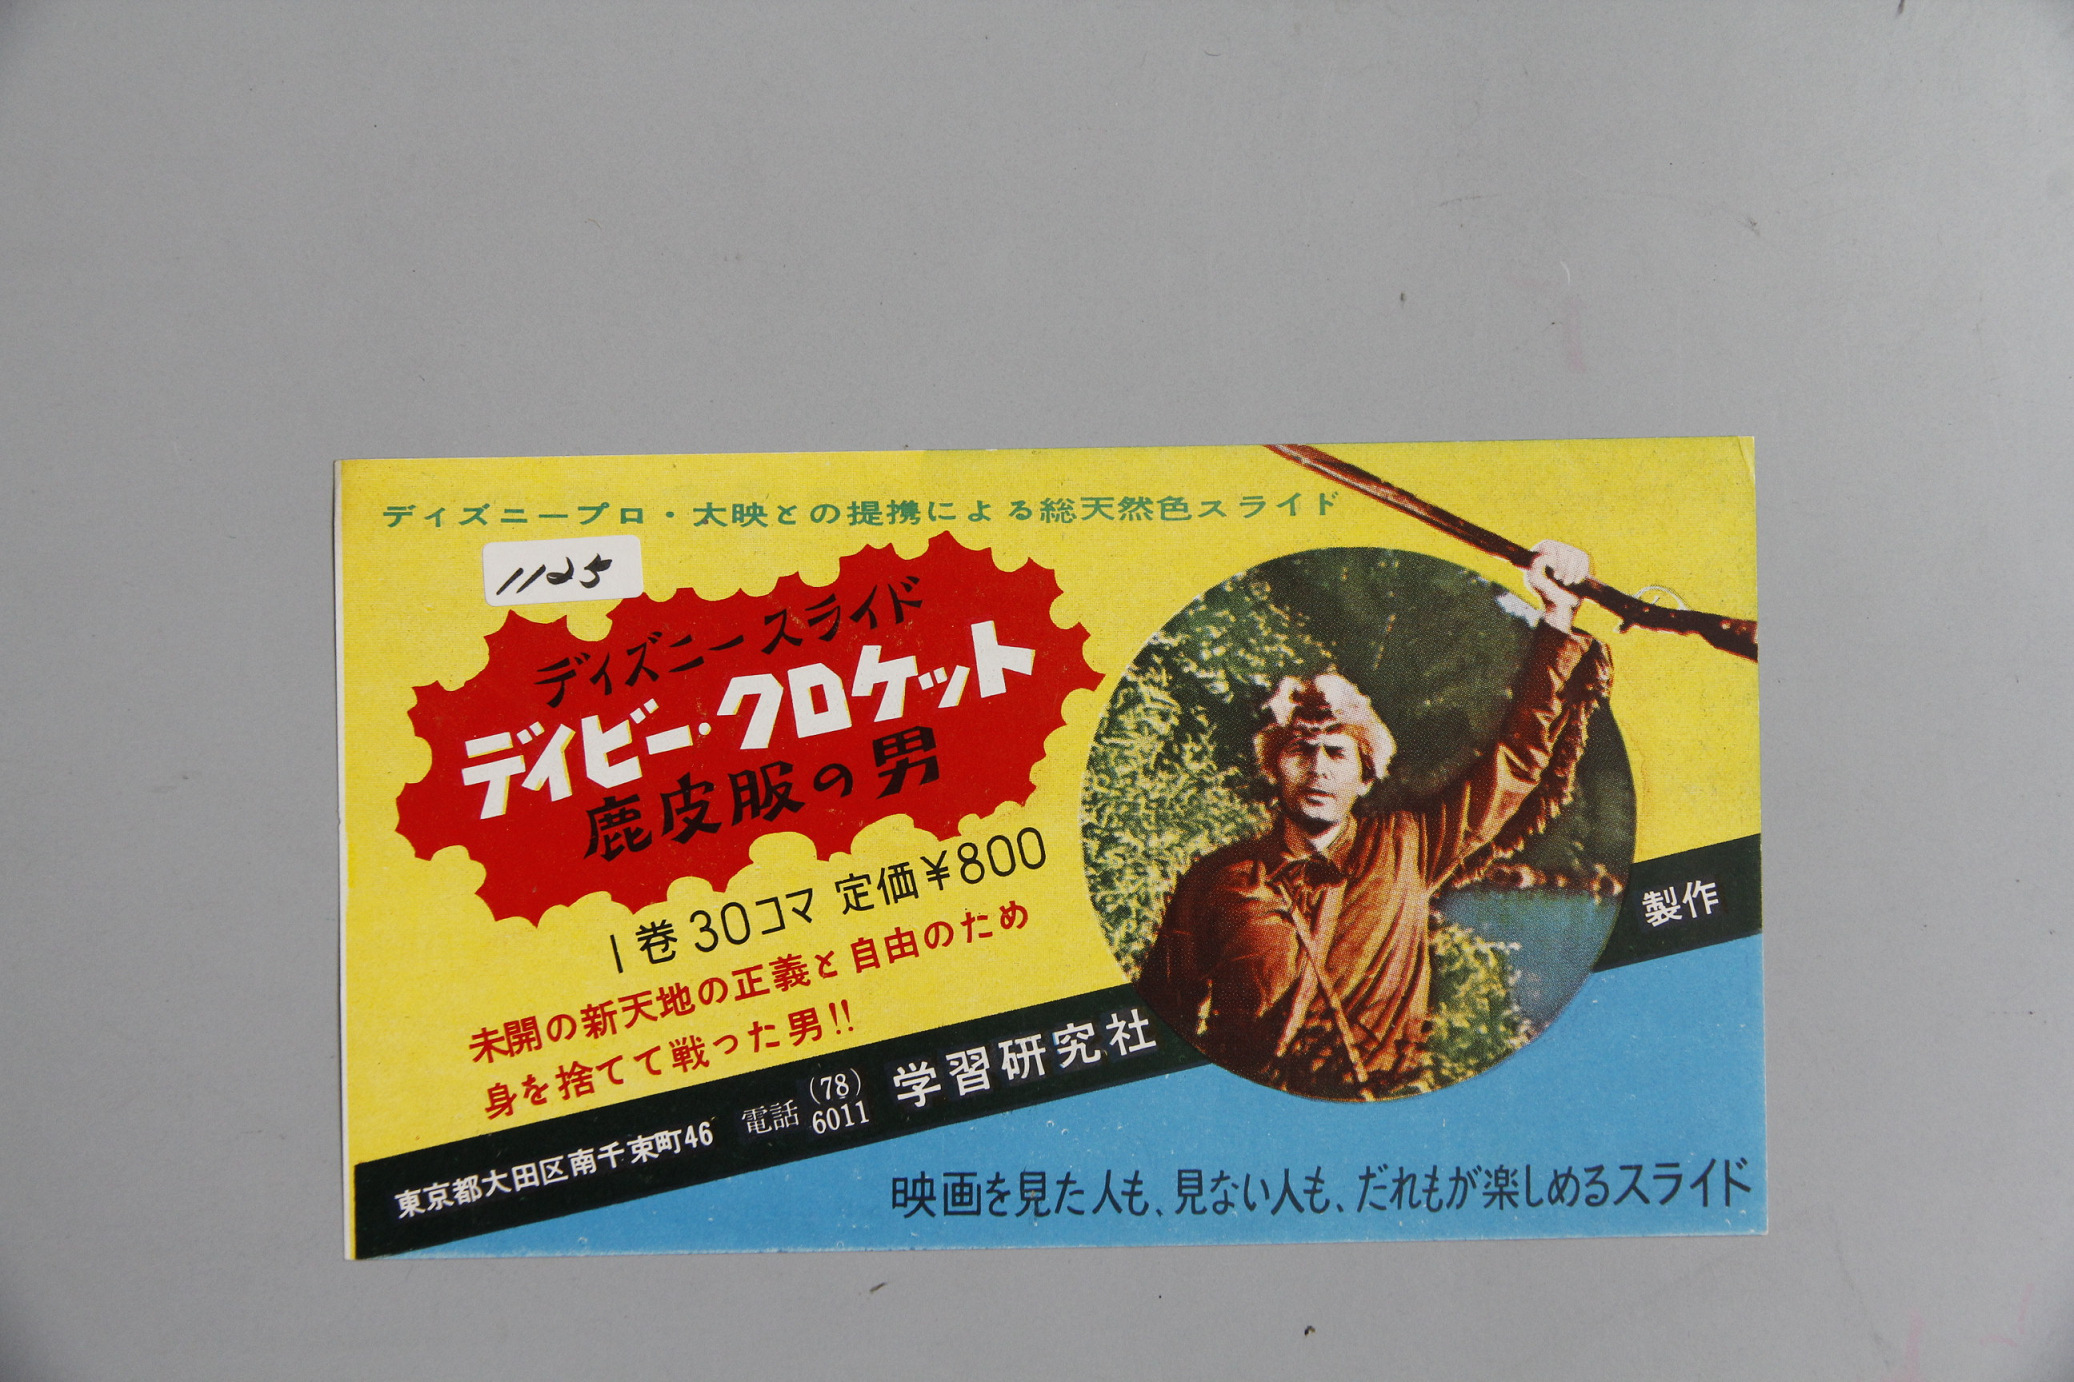 ディズニープロ・大映との提携による総天然色スライド
1125
ディズニースライド
デイビー・クロケット
鹿皮服の男
1巻30コマ 定価¥800
未開の新天地の正義と自由のため
身を捨てて戦った男!!
東京都大田区南千束町46 電話(78)6011 学習研究社 製作
映画を見た人も、見ない人も、だれもが楽しめるスライド